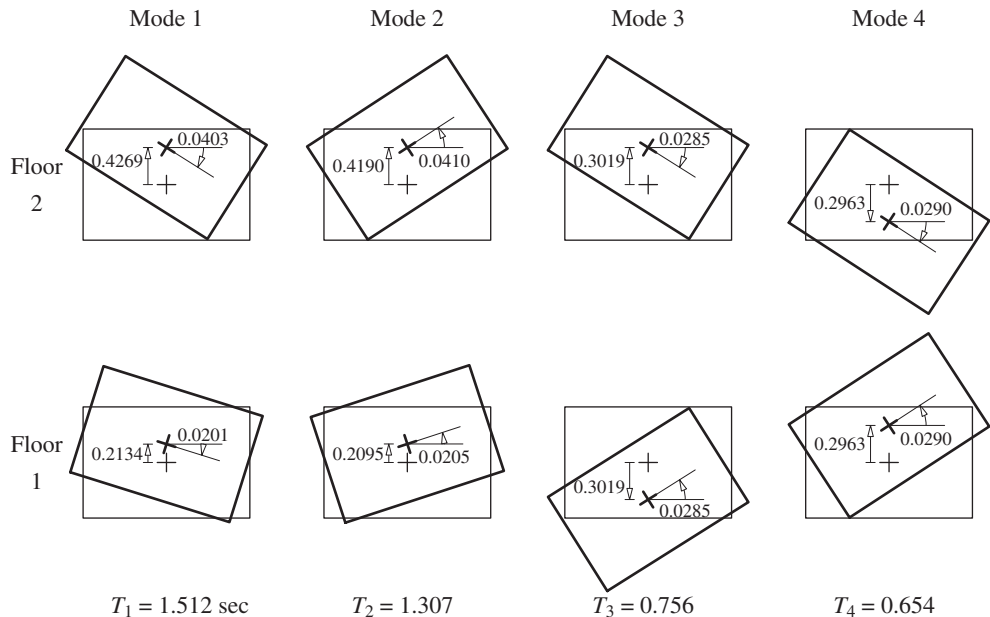 Mode 1 Mode 2 Mode 3 Mode 4
Floor
2
0.4269 0.0403
0.4190 0.0410
0.3019 0.0285
0.2963 0.0290
Floor
1
0.2134 0.0201
0.2095 0.0205
0.3019 0.0285
0.2963 0.0290
T1 = 1.512 sec T2 = 1.307 T3 = 0.756 T4 = 0.654